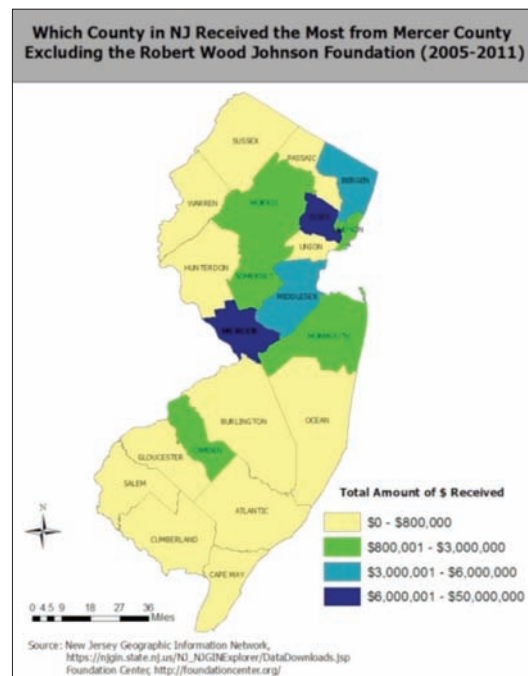 Which County in NJ Received the Most from Mercer County
Excluding the Robert Wood Johnson Foundation (2005-2011)
SUSSEX
PASSAIC
BERGEN
WARREN
MORRIS
ESSEX
HUDSON
UNION
HUNTERDON
SOMERSET
MIDDLESEX
MERCER
MONMOUTH
BURLINGTON
OCEAN
CAMDEN
GLOUCESTER
SALEM
ATLANTIC
CUMBERLAND
CAPE MAY
Total Amount of $ Received
$0 - $800,000
$800,001 - $3,000,000
$3,000,001 - $6,000,000
$6,000,001 - $50,000,000
N
0 4.5 9 18 27 36
Miles
Source: New Jersey Geographic Information Network,
https://njgin.state.nj.us/NJ_NJGINExplorer/DataDownloads.jsp
Foundation Center, http://foundationcenter.org/